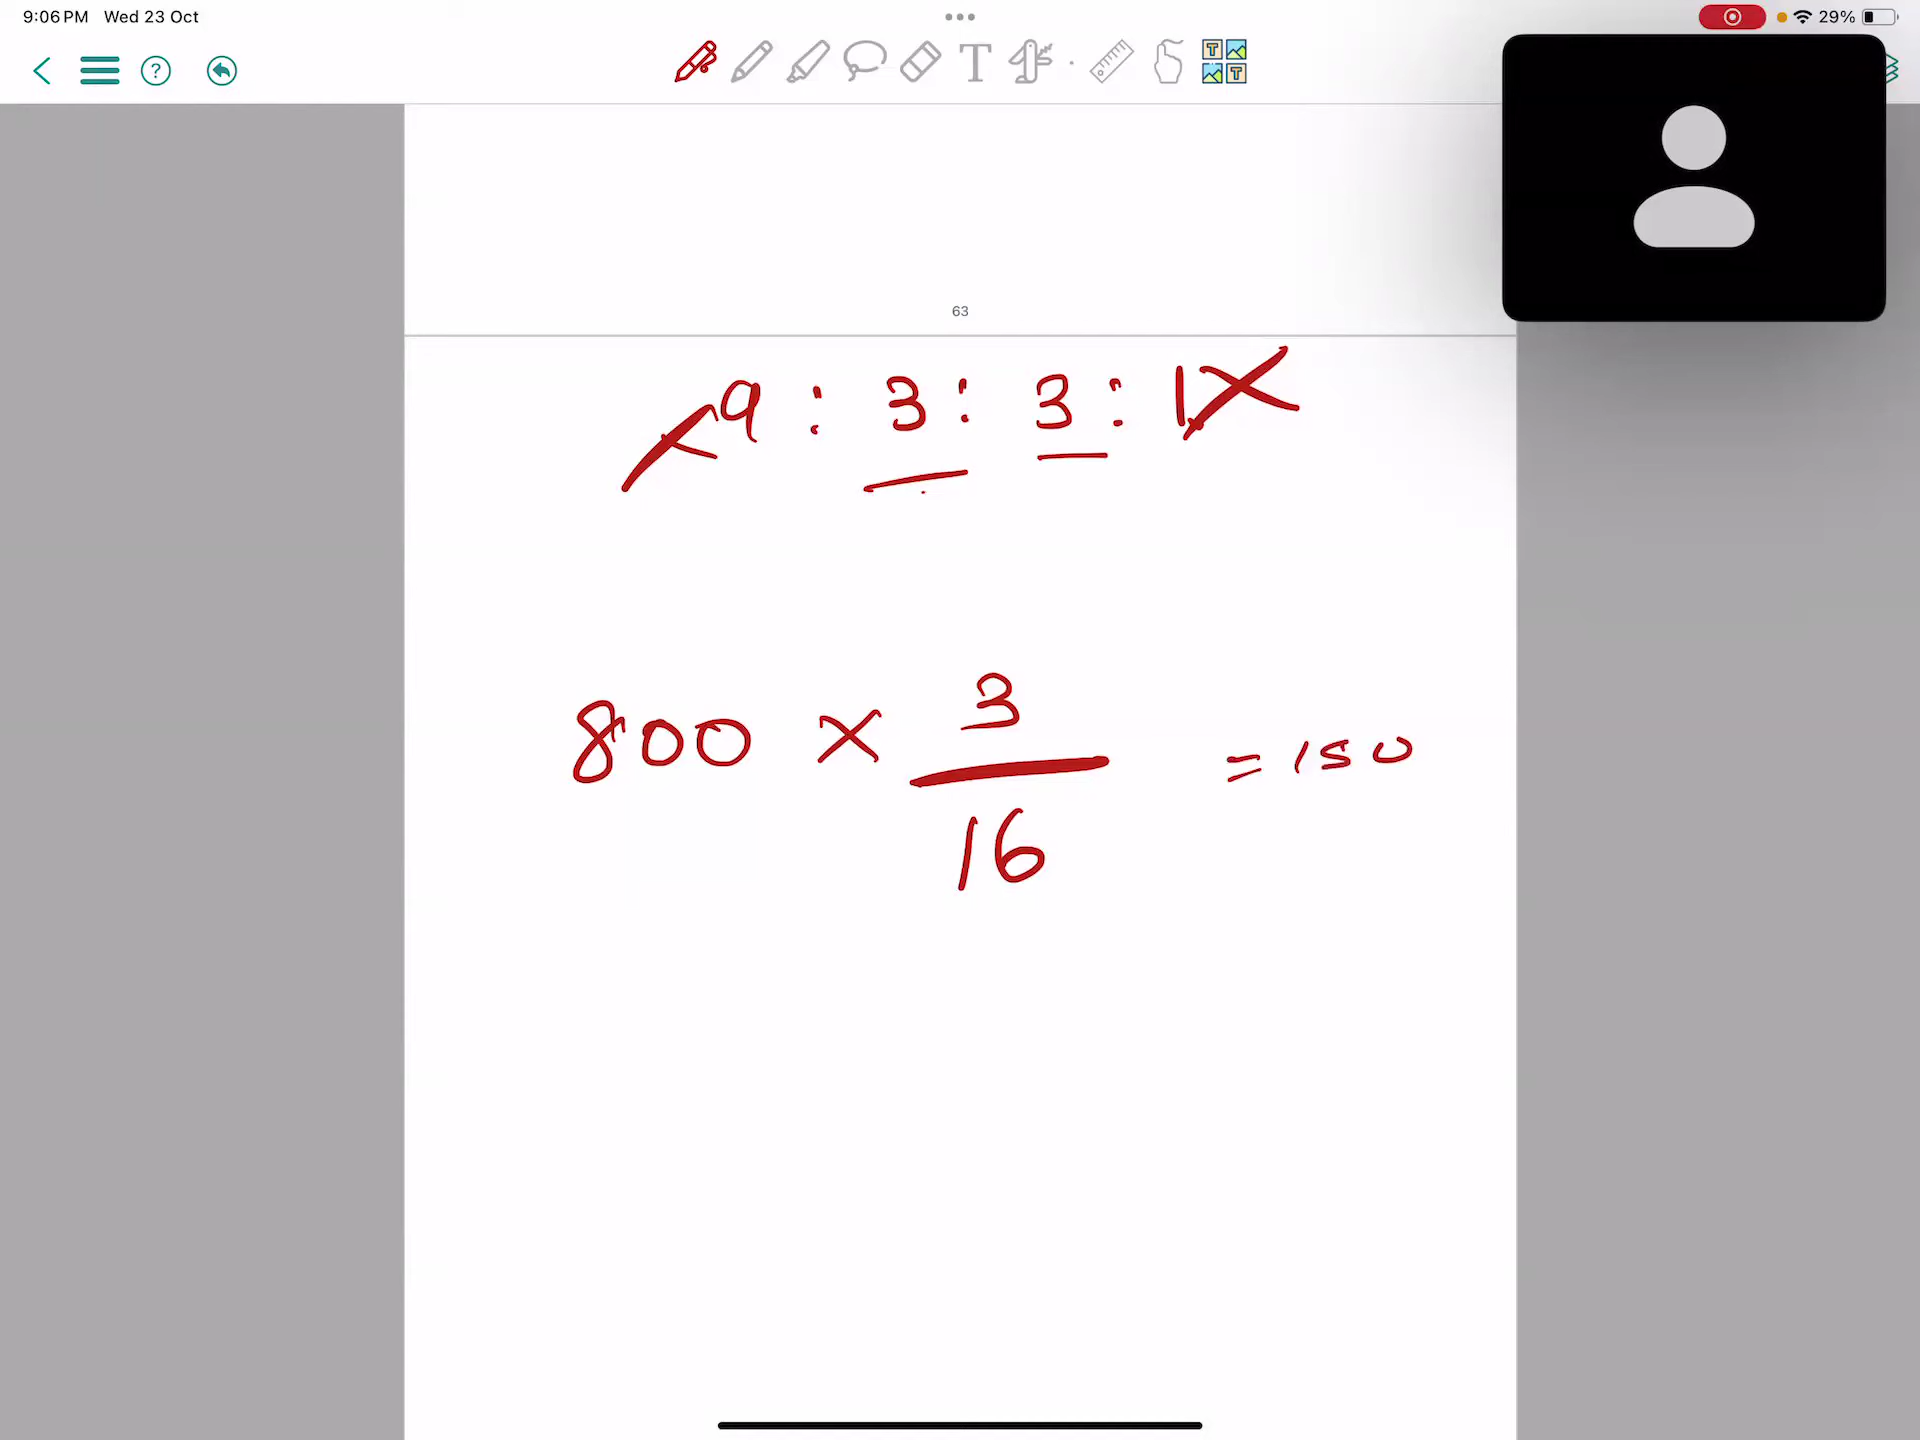 9:06 PM Wed 23 Oct
29%
63
9 : 3 : 3 : 1
800 × 3/16 = 150